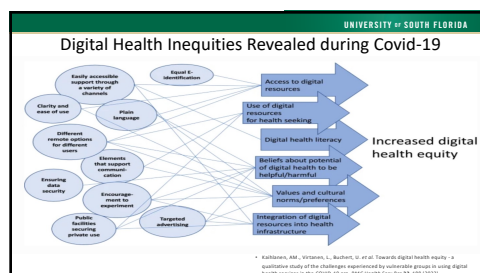 UNIVERSITY of SOUTH FLORIDA
Digital Health Inequities Revealed during Covid-19
Easily accessible
support through
a variety of
channels
Equal E-
identification
Clarity and
ease of use
Plain
language
Different
remote options
for different
users
Elements that
support
communi-
cation
Ensuring
data
security
Encourage-
ment to
experiment
Public
facilities
securing
private use
Targeted
advertising
Access to digital
resources
Use of digital
resources
for health seeking
Digital health literacy
Beliefs about potential
of digital health to be
helpful/harmful
Values and cultural
norms/preferences
Integration of digital
resources into health
infrastructure
Increased digital
health equity
• Kaihlanen, AM., Virtanen, L., Buchert, U. et al. Towards digital health equity - a
qualitative study of the challenges experienced by vulnerable groups in using digital